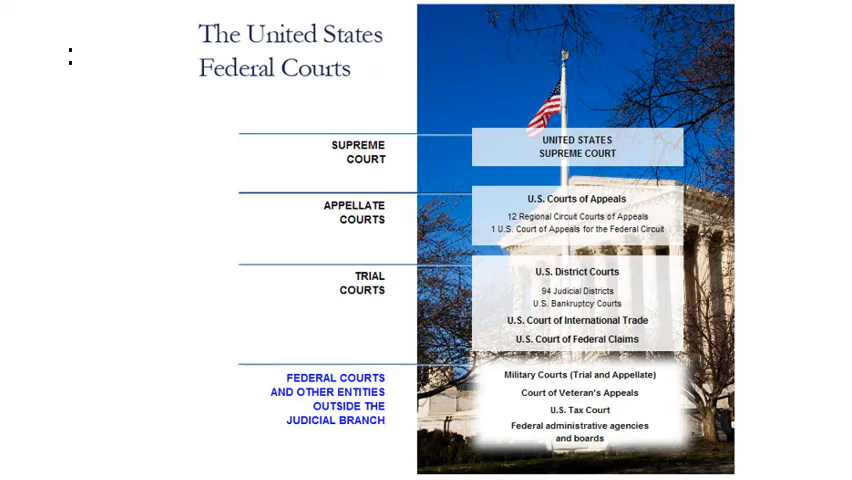 The United States
Federal Courts
:
SUPREME
COURT
UNITED STATES
SUPREME COURT
APPELLATE
COURTS
U.S. Courts of Appeals
12 Regional Circuit Courts of Appeals
1 U.S. Court of Appeals for the Federal Circuit
TRIAL
COURTS
U.S. District Courts
94 Judicial Districts
U.S. Bankruptcy Courts
U.S. Court of International Trade
U.S. Court of Federal Claims
FEDERAL COURTS
AND OTHER ENTITIES
OUTSIDE THE
JUDICIAL BRANCH
Military Courts (Trial and Appellate)
Court of Veteran's Appeals
U.S. Tax Court
Federal administrative agencies
and boards